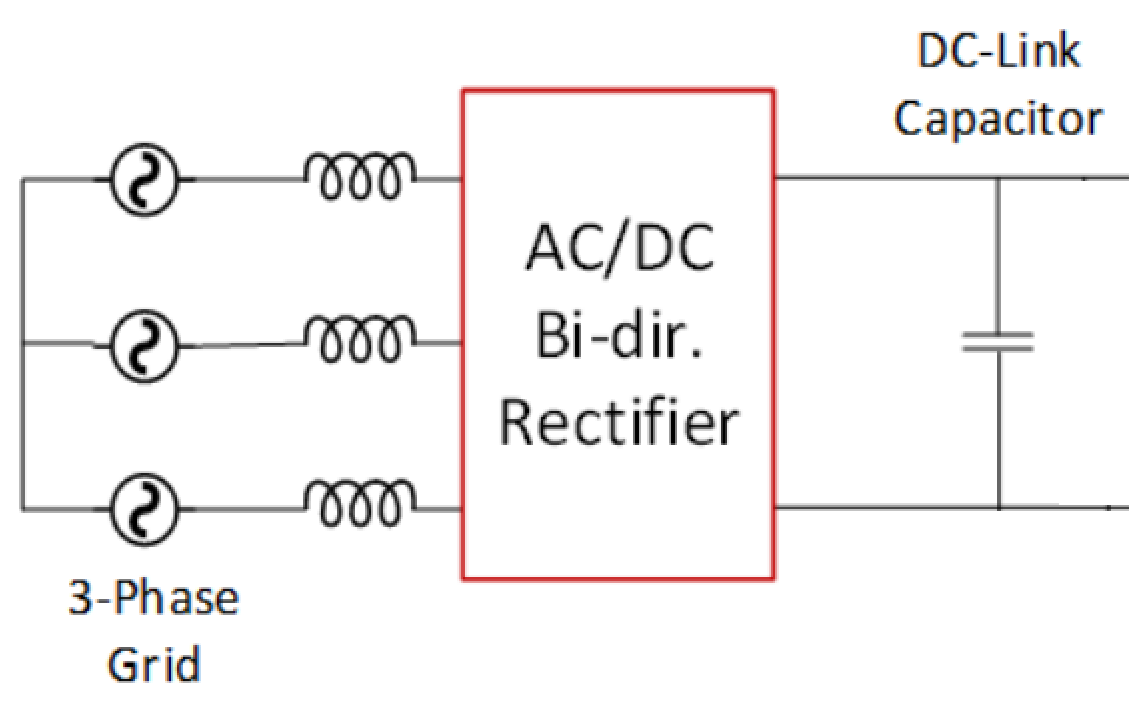 DC-Link
Capacitor
AC/DC
Bi-dir.
Rectifier
3-Phase
Grid